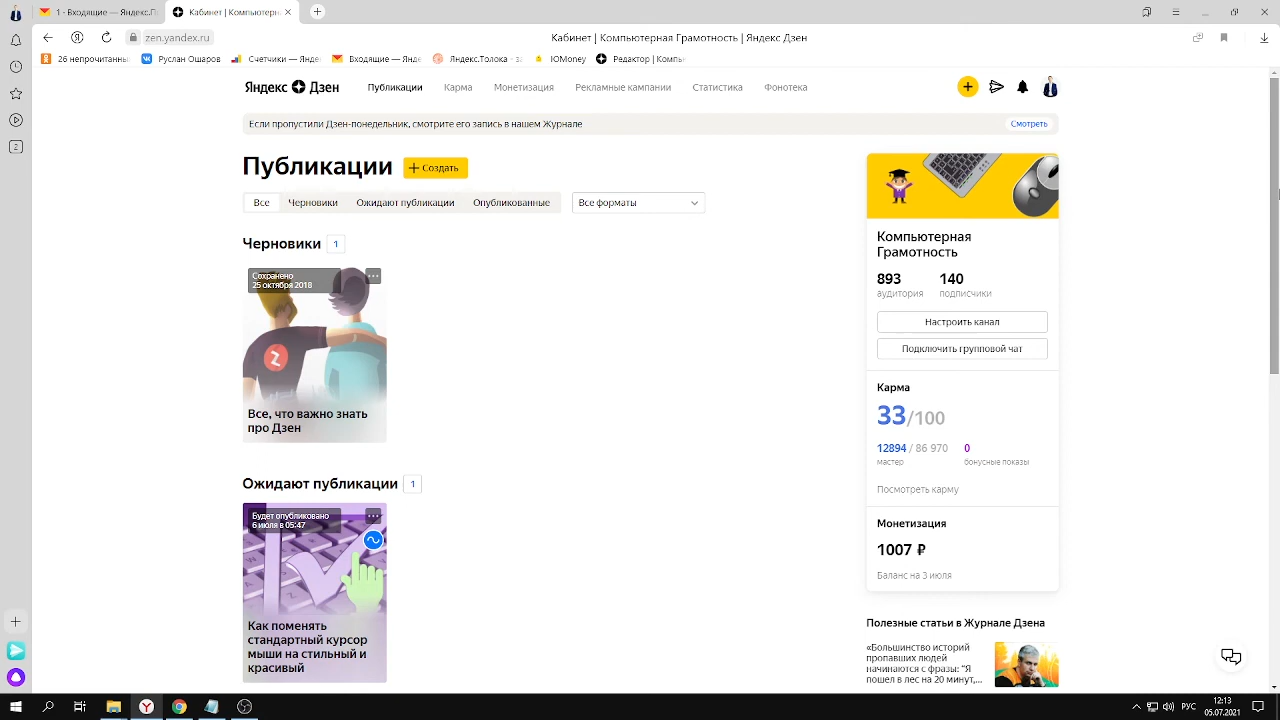 1 - Входящие — Яндекс.П
Кабинет | Компьютерн
zen.yandex.ru
Кабинет | Компьютерная Грамотность | Яндекс Дзен
26 непрочитанны
Руслан Ошаров
Счетчики — Яндек
Входящие — Янде
Яндекс.Толока - за
ЮMoney
Редактор | Компь
Яндекс Дзен
Публикации
Карма
Монетизация
Рекламные кампании
Статистика
Фонотека
Если пропустили Дзен-понедельник, смотрите его запись в нашем Журнале
Смотреть
Публикации
Создать
Все
Черновики
Ожидают публикации
Опубликованные
Все форматы
Черновики 1
Сохранено
25 октября 2018
Все, что важно знать
про Дзен
Ожидают публикации 1
Будет опубликовано
6 июля в 05:47
Как поменять
стандартный курсор
мыши на стильный и
красивый
Компьютерная
Грамотность
893 140
аудитория подписчики
Настроить канал
Подключить групповой чат
Карма
33/100
12894 / 86 970 0
мастер бонусные показы
Посмотреть карму
Монетизация
1007 ₽
Баланс на 3 июля
Полезные статьи в Журнале Дзена
«Большинство историй
пропавших людей
начинаются с фразы: "Я
пошел в лес на 20 минут,...
РУС
12:13
05.07.2021